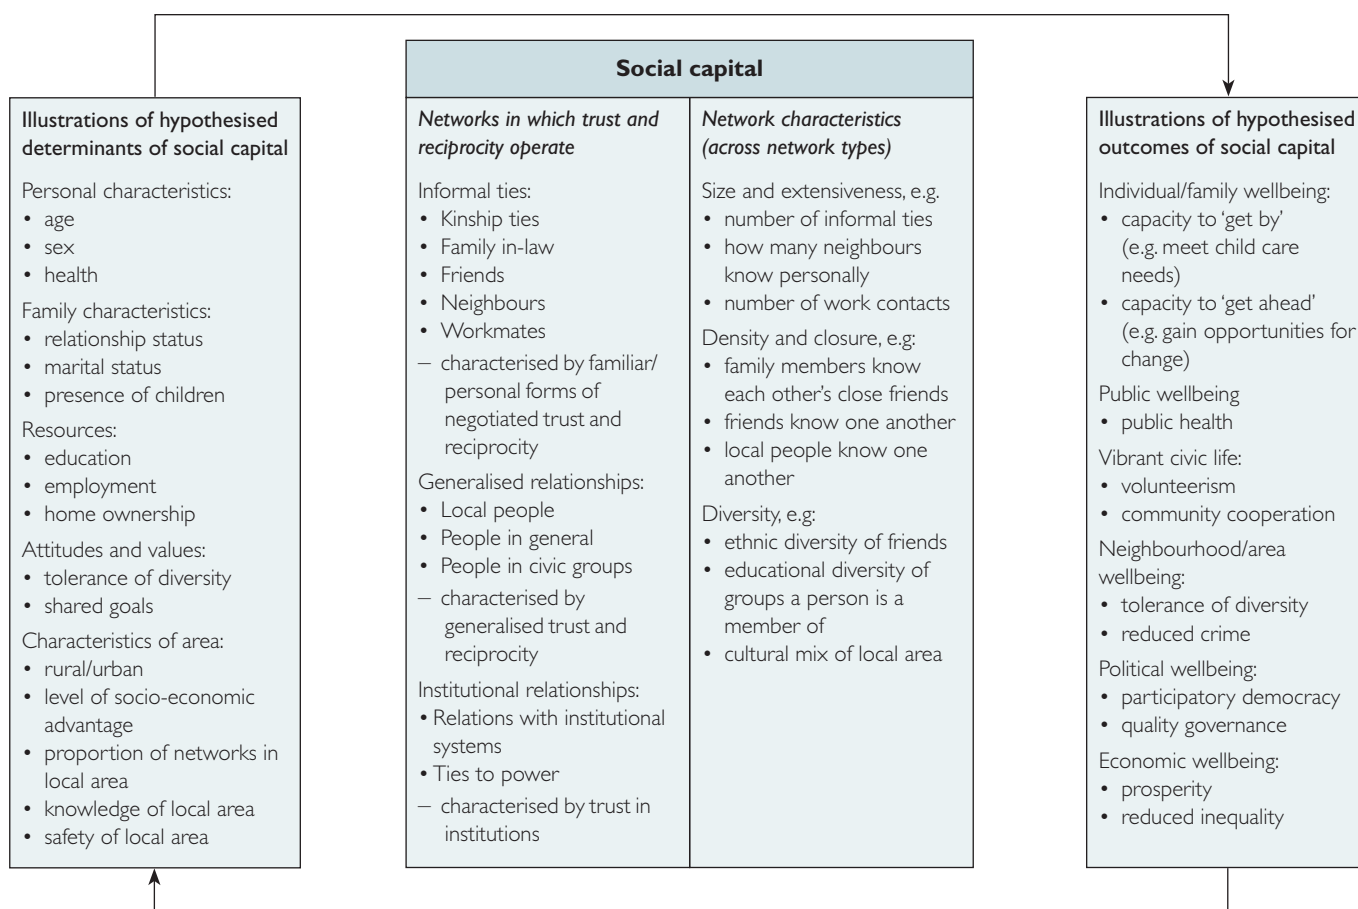 Social capital
Illustrations of hypothesised
determinants of social capital
Personal characteristics:
• age
• sex
• health
Family characteristics:
• relationship status
• marital status
• presence of children
Resources:
• education
• employment
• home ownership
Attitudes and values:
• tolerance of diversity
• shared goals
Characteristics of area:
• rural/urban
• level of socio-economic
advantage
• proportion of networks in
local area
• knowledge of local area
• safety of local area
Networks in which trust and
reciprocity operate
Informal ties:
• Kinship ties
• Family in-law
• Friends
• Neighbours
• Workmates
– characterised by familiar/
personal forms of
negotiated trust and
reciprocity
Generalised relationships:
• Local people
• People in general
• People in civic groups
– characterised by
generalised trust and
reciprocity
Institutional relationships:
• Relations with institutional
systems
• Ties to power
– characterised by trust in
institutions
Network characteristics
(across network types)
Size and extensiveness, e.g.
• number of informal ties
• how many neighbours
know personally
• number of work contacts
Density and closure, e.g:
• family members know
each other’s close friends
• friends know one another
• local people know one
another
Diversity, e.g:
• ethnic diversity of friends
• educational diversity of
groups a person is a
member of
• cultural mix of local area
Illustrations of hypothesised
outcomes of social capital
Individual/family wellbeing:
• capacity to ‘get by’
(e.g. meet child care
needs)
• capacity to ‘get ahead’
(e.g. gain opportunities for
change)
Public wellbeing
• public health
Vibrant civic life:
• volunteerism
• community cooperation
Neighbourhood/area
wellbeing:
• tolerance of diversity
• reduced crime
Political wellbeing:
• participatory democracy
• quality governance
Economic wellbeing:
• prosperity
• reduced inequality